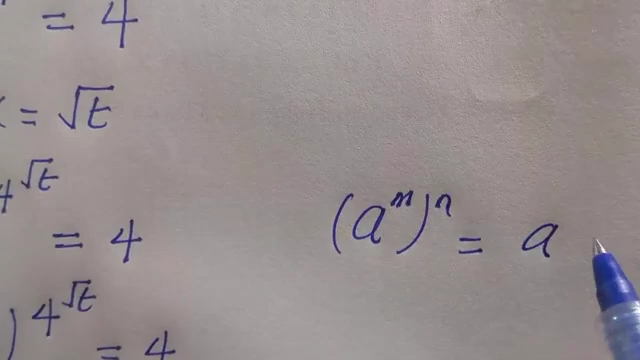 = 4
= √t
4^√t
= 4
(a^m)^n = a
) 4^√t
= 4